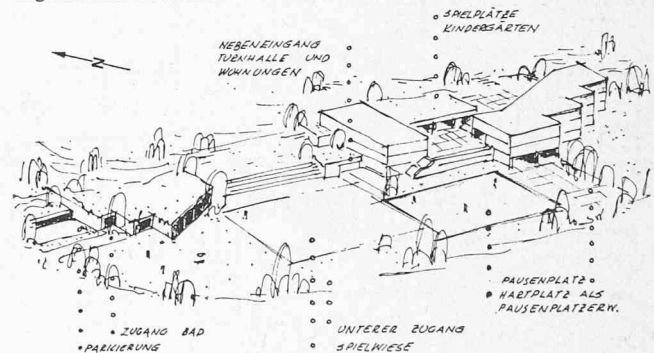 N
SPIELPLÄTZE
KINDERGÄRTEN
NEBENEINGANG
TURNHALLE UND
WOHNUNGEN
PAUSENPLATZ
HARTPLATZ ALS
PAUSENPLATZERW.
ZUGANG BAD
PARKIERUNG
UNTERER ZUGANG
SPIELWIESE